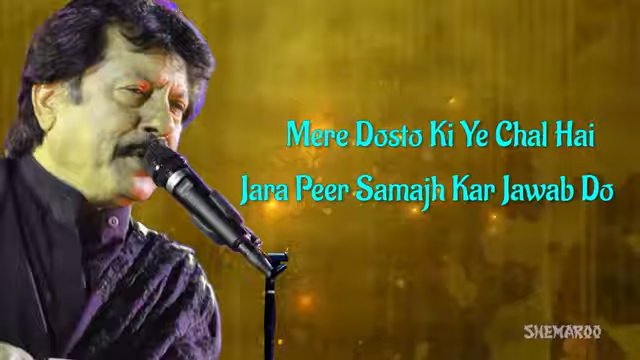 Mere Dosto Ki Ye Chal Hai
Jara Peer Samajh Kar Jawab Do
SHEMAROO